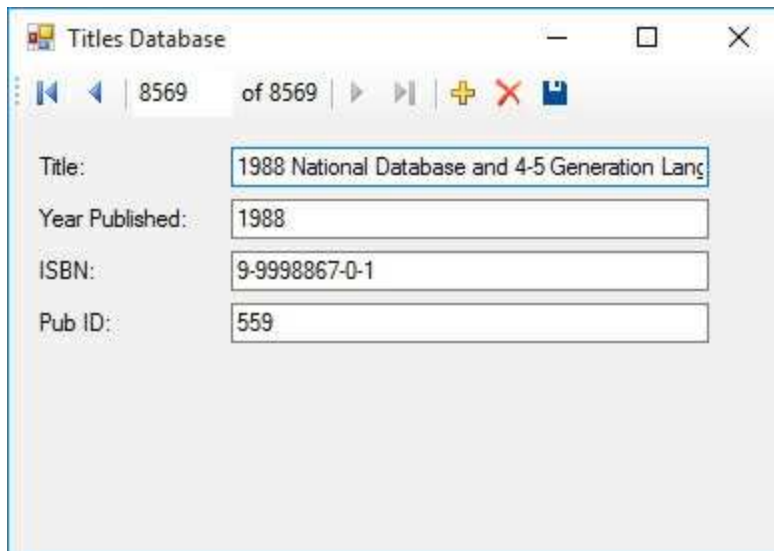 Titles Database
8569 of 8569
Title: 1988 National Database and 4-5 Generation Lang
Year Published: 1988
ISBN: 9-9998867-0-1
Pub ID: 559